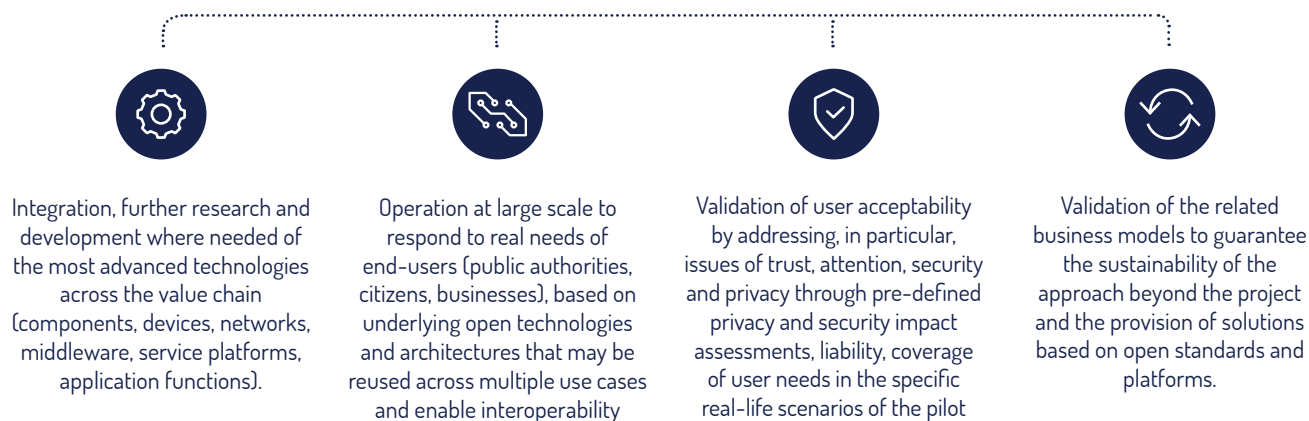 Integration, further research and
development where needed of
the most advanced technologies
across the value chain
(components, devices, networks,
middleware, service platforms,
application functions).
Operation at large scale to
respond to real needs of
end-users (public authorities,
citizens, businesses), based on
underlying open technologies
and architectures that may be
reused across multiple use cases
and enable interoperability
Validation of user acceptability
by addressing, in particular,
issues of trust, attention, security
and privacy through pre-defined
privacy and security impact
assessments, liability, coverage
of user needs in the specific
real-life scenarios of the pilot
Validation of the related
business models to guarantee
the sustainability of the
approach beyond the project
and the provision of solutions
based on open standards and
platforms.